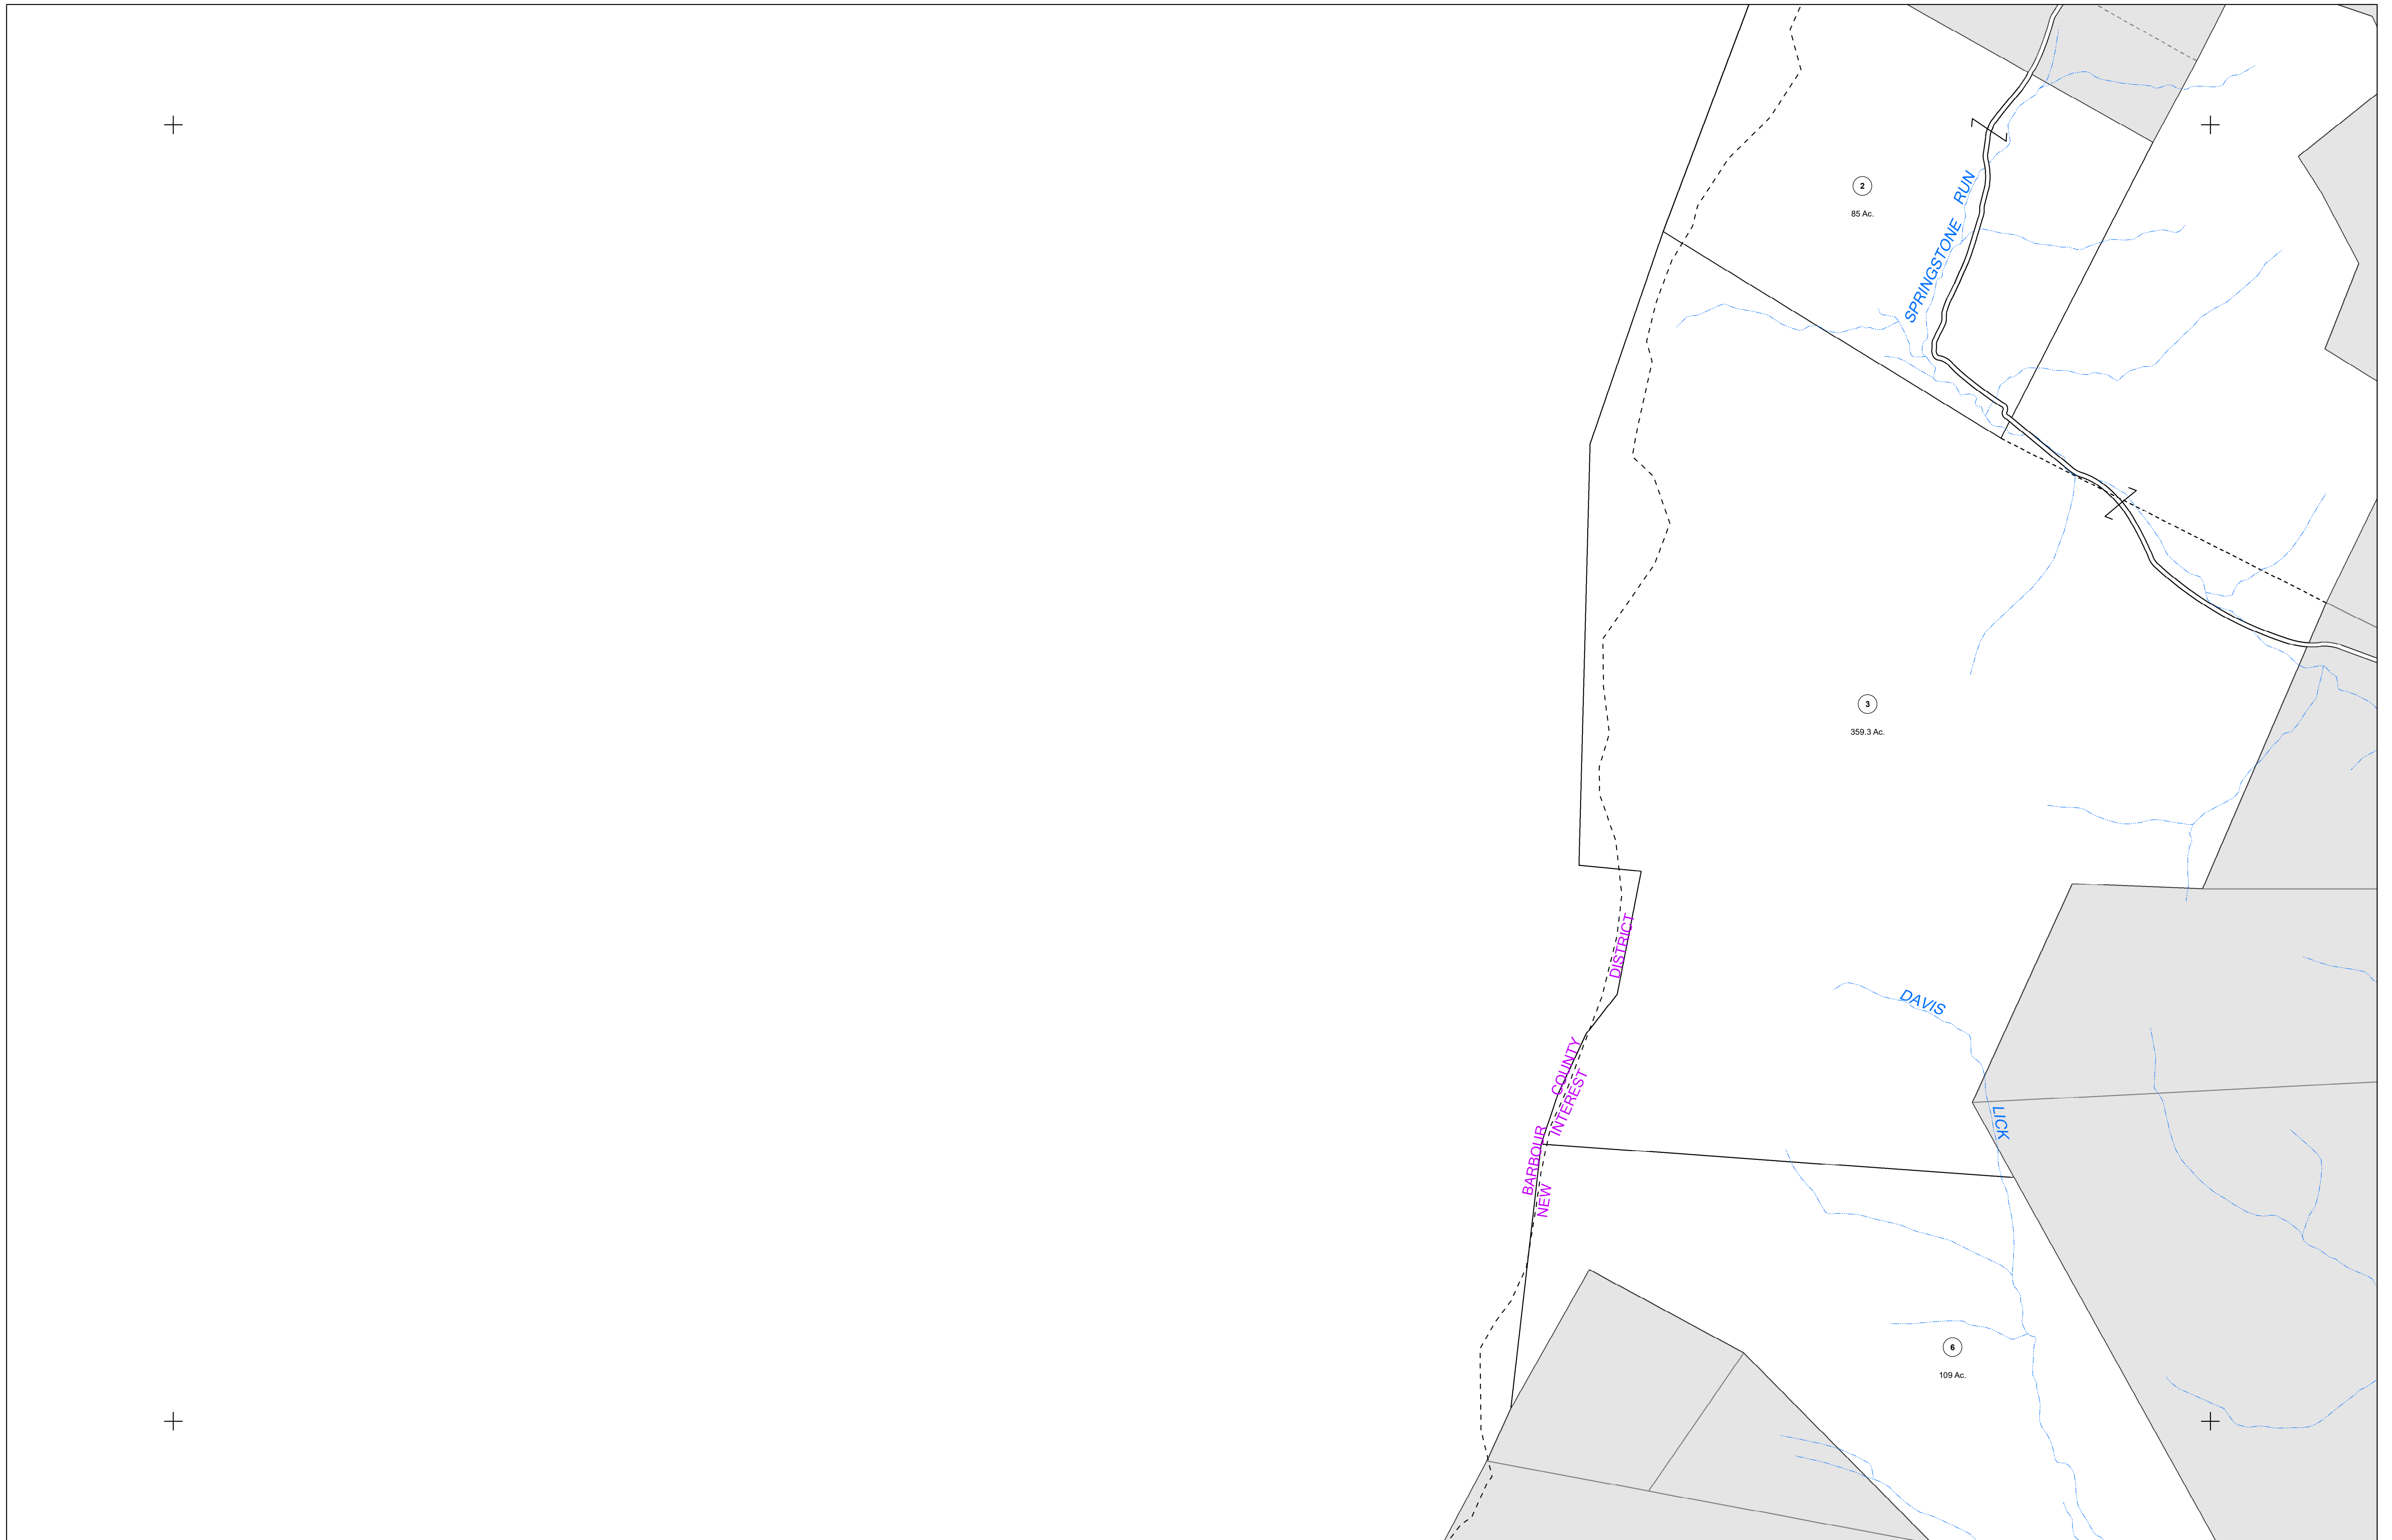 2
85 Ac.
SPRINGSTONE RUN
3
359.3 Ac.
BARBOUR COUNTY
NEW INTEREST DISTRICT
DAVIS LICK
6
109 Ac.